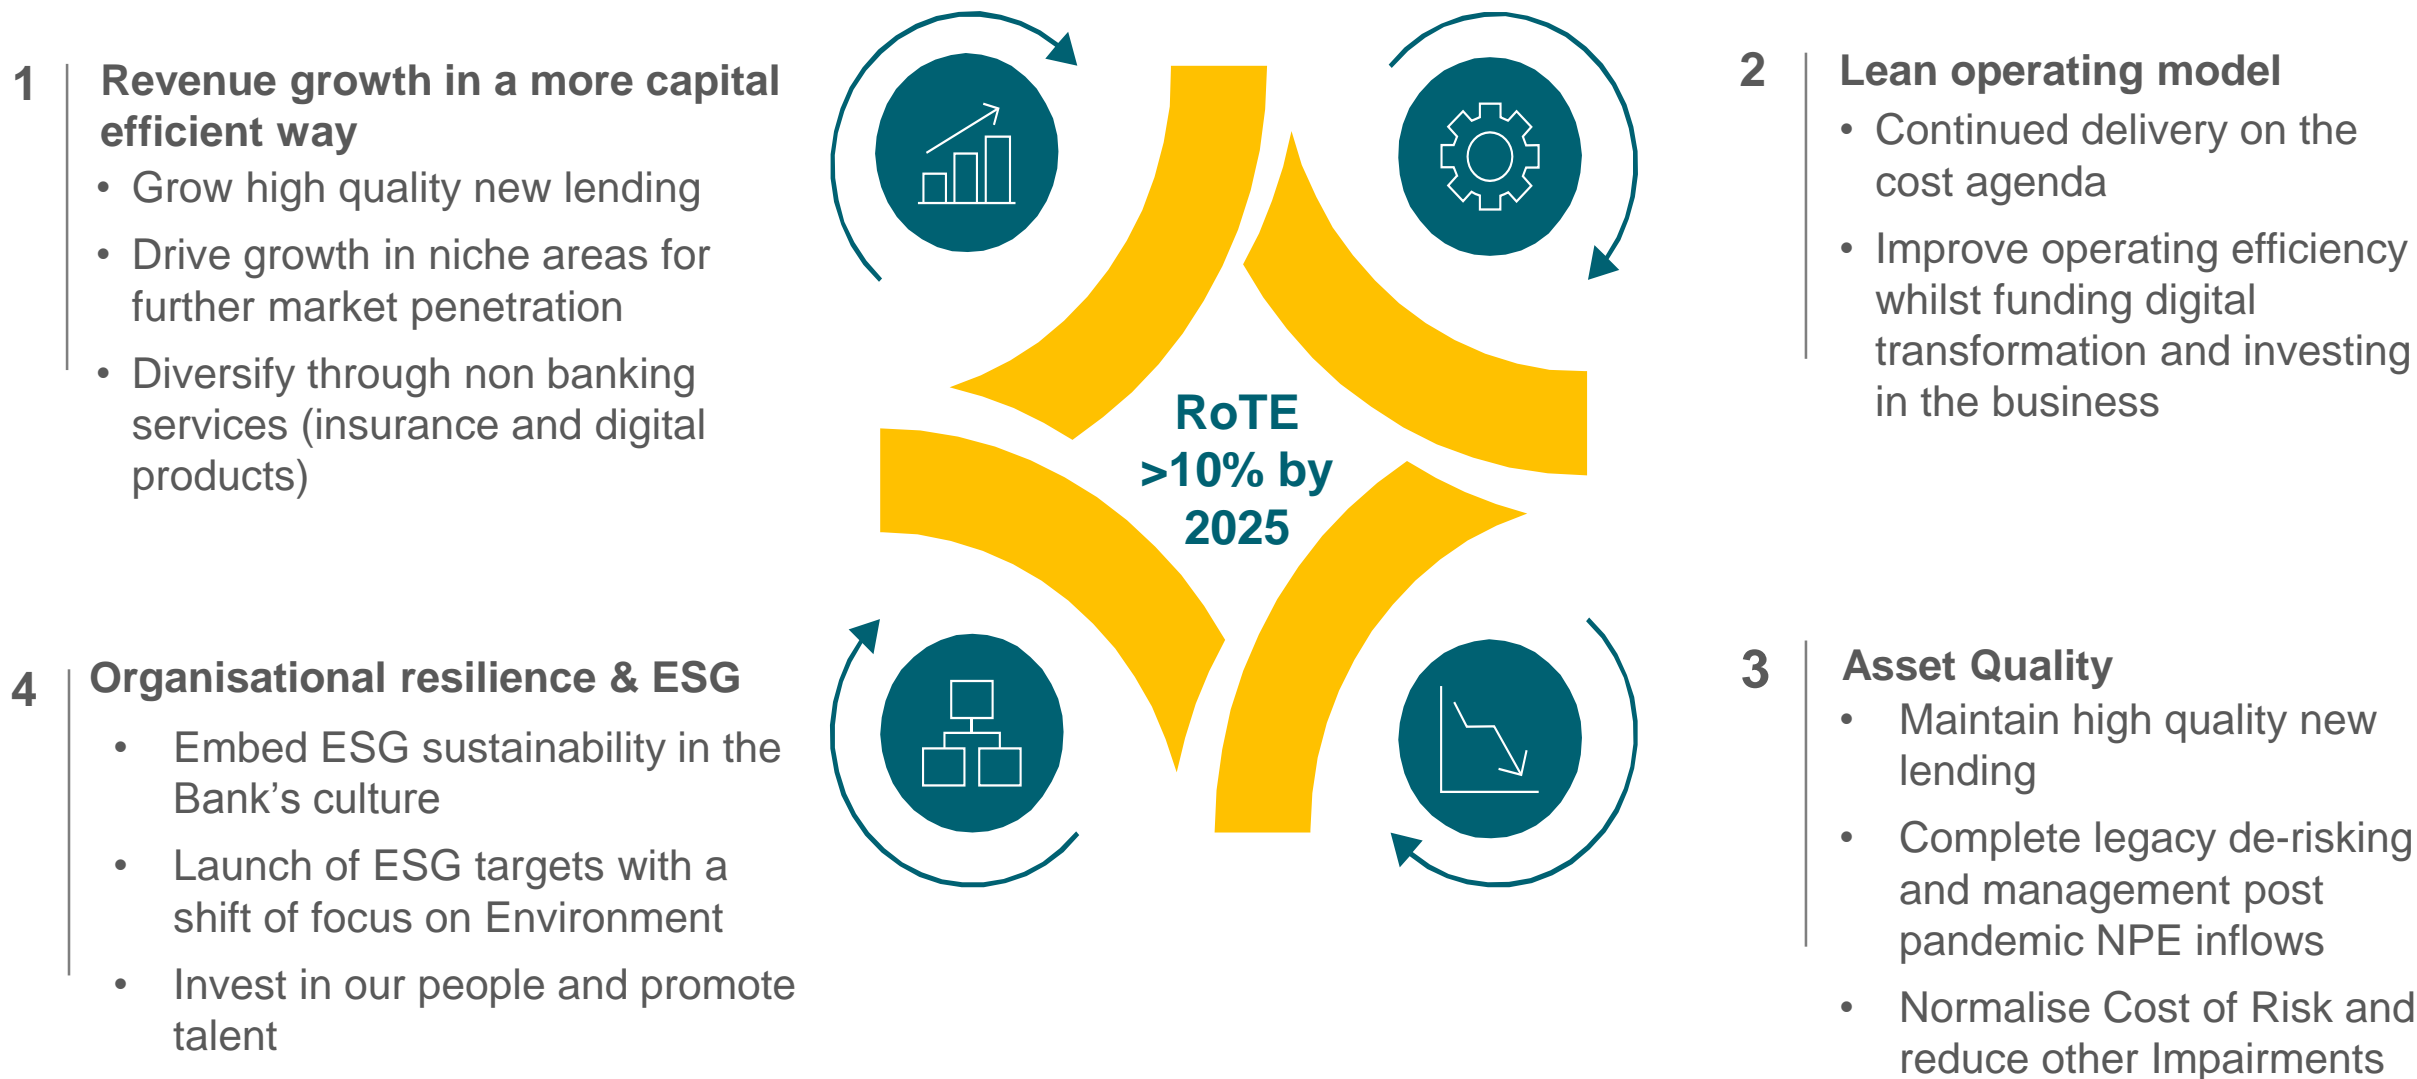 1
Revenue growth in a more capital
efficient way
• Grow high quality new lending
• Drive growth in niche areas for
further market penetration
• Diversify through non banking
services (insurance and digital
products)
2
Lean operating model
• Continued delivery on the
cost agenda
• Improve operating efficiency
whilst funding digital
transformation and investing
in the business
RoTE
>10% by
2025
3
Asset Quality
• Maintain high quality new
lending
• Complete legacy de-risking
and management post
pandemic NPE inflows
• Normalise Cost of Risk and
reduce other Impairments
4
Organisational resilience & ESG
• Embed ESG sustainability in the
Bank’s culture
• Launch of ESG targets with a
shift of focus on Environment
• Invest in our people and promote
talent